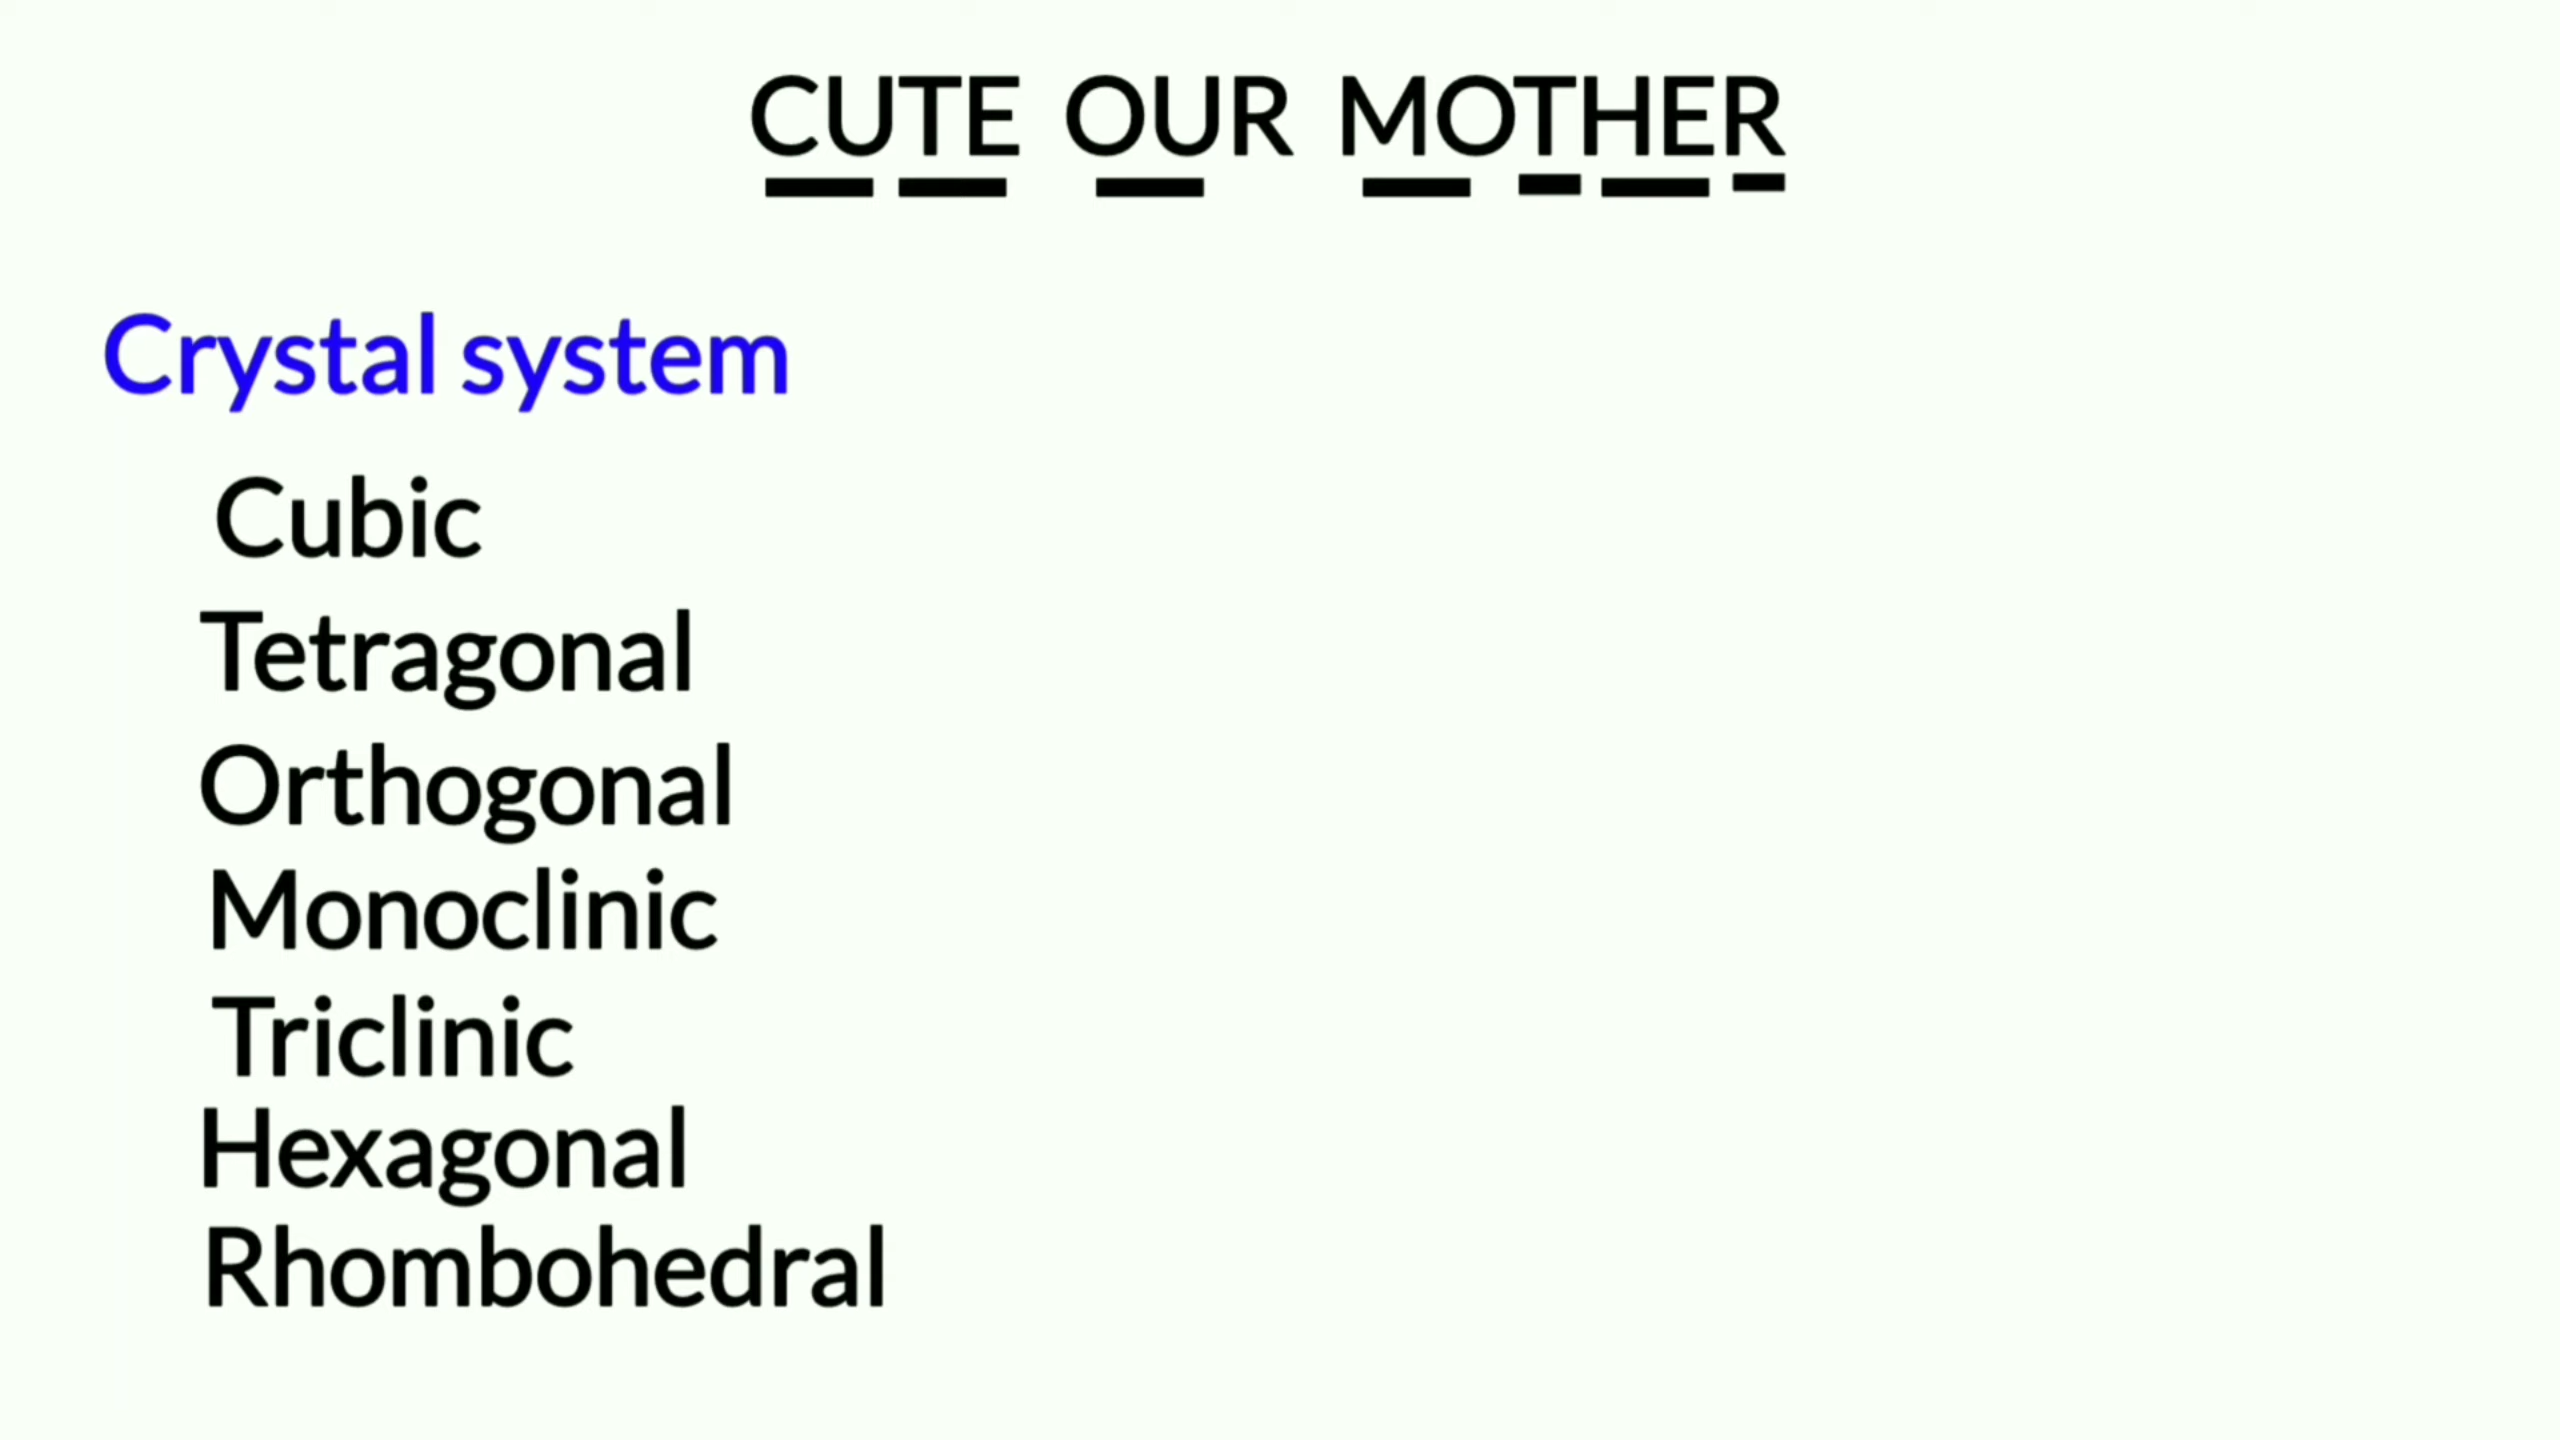 CUTE OUR MOTHER
Crystal system
Cubic
Tetragonal
Orthogonal
Monoclinic
Triclinic
Hexagonal
Rhombohedral